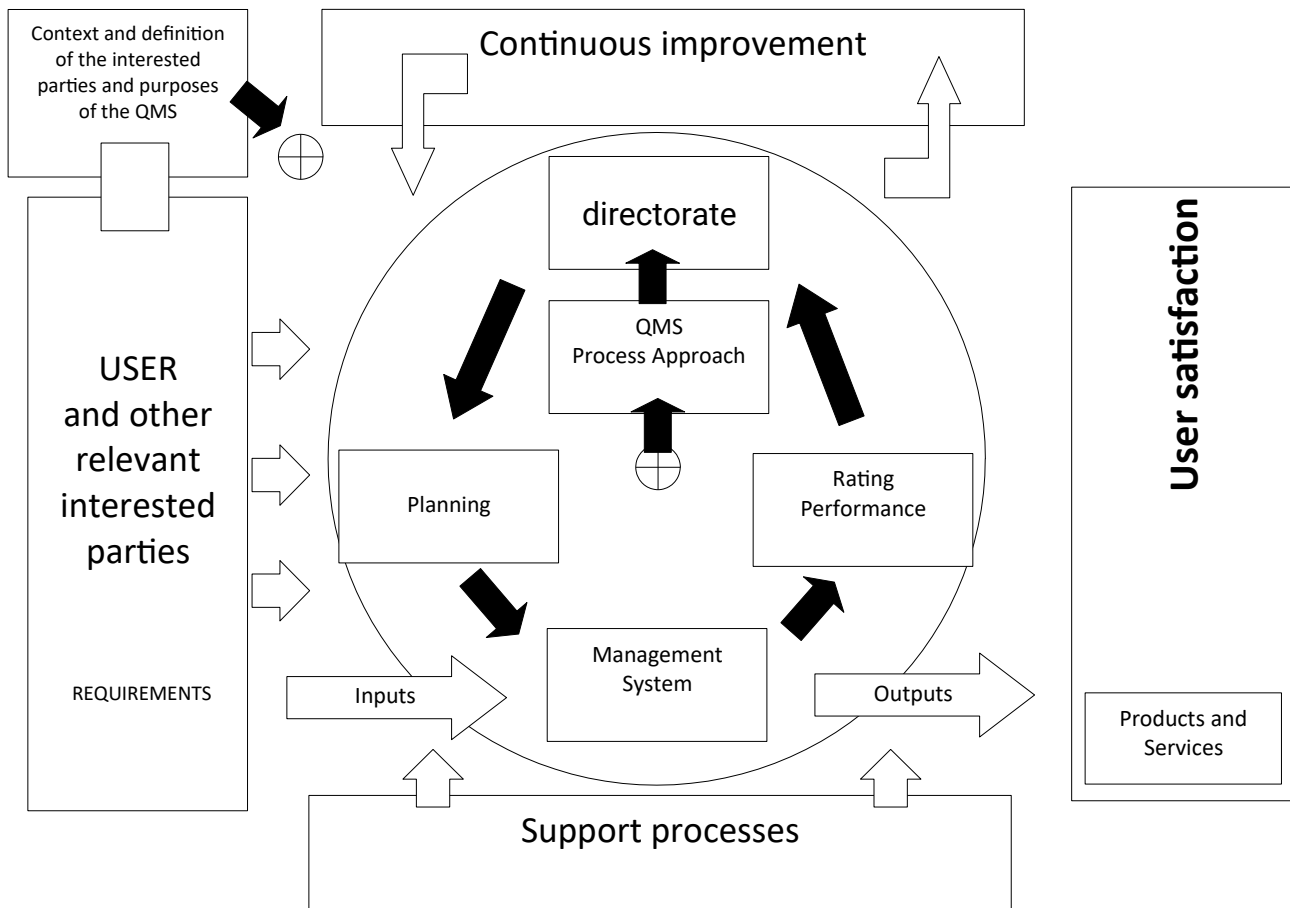 Context and definition
of the interested
parties and purposes
of the QMS
Continuous improvement
directorate
QMS
Process Approach
USER
and other
relevant
interested
parties
REQUIREMENTS
Planning
Rating
Performance
Management
System
Inputs
Outputs
User satisfaction
Products and
Services
Support processes